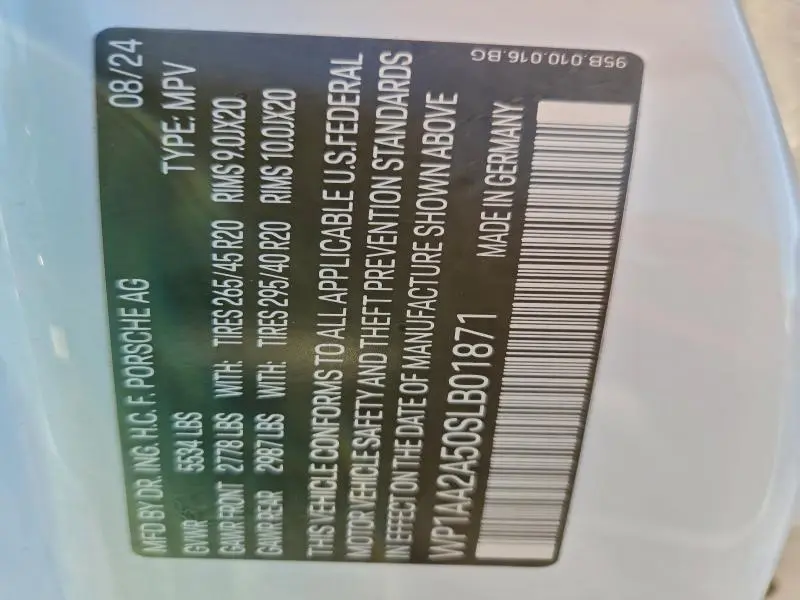 MFD BY DR. ING. H.C. F. PORSCHE AG 08/24
GVWR 5534 LBS TYPE: MPV
GAWR FRONT 2778 LBS WITH: TIRES 265/45 R20 RIMS 9.0JX20
GAWR REAR 2987 LBS WITH: TIRES 295/40 R20 RIMS 10.0JX20
THIS VEHICLE CONFORMS TO ALL APPLICABLE U.S. FEDERAL
MOTOR VEHICLE SAFETY AND THEFT PREVENTION STANDARDS
IN EFFECT ON THE DATE OF MANUFACTURE SHOWN ABOVE
WP1AA2A50SLB01871 MADE IN GERMANY
95B.010.016.BG